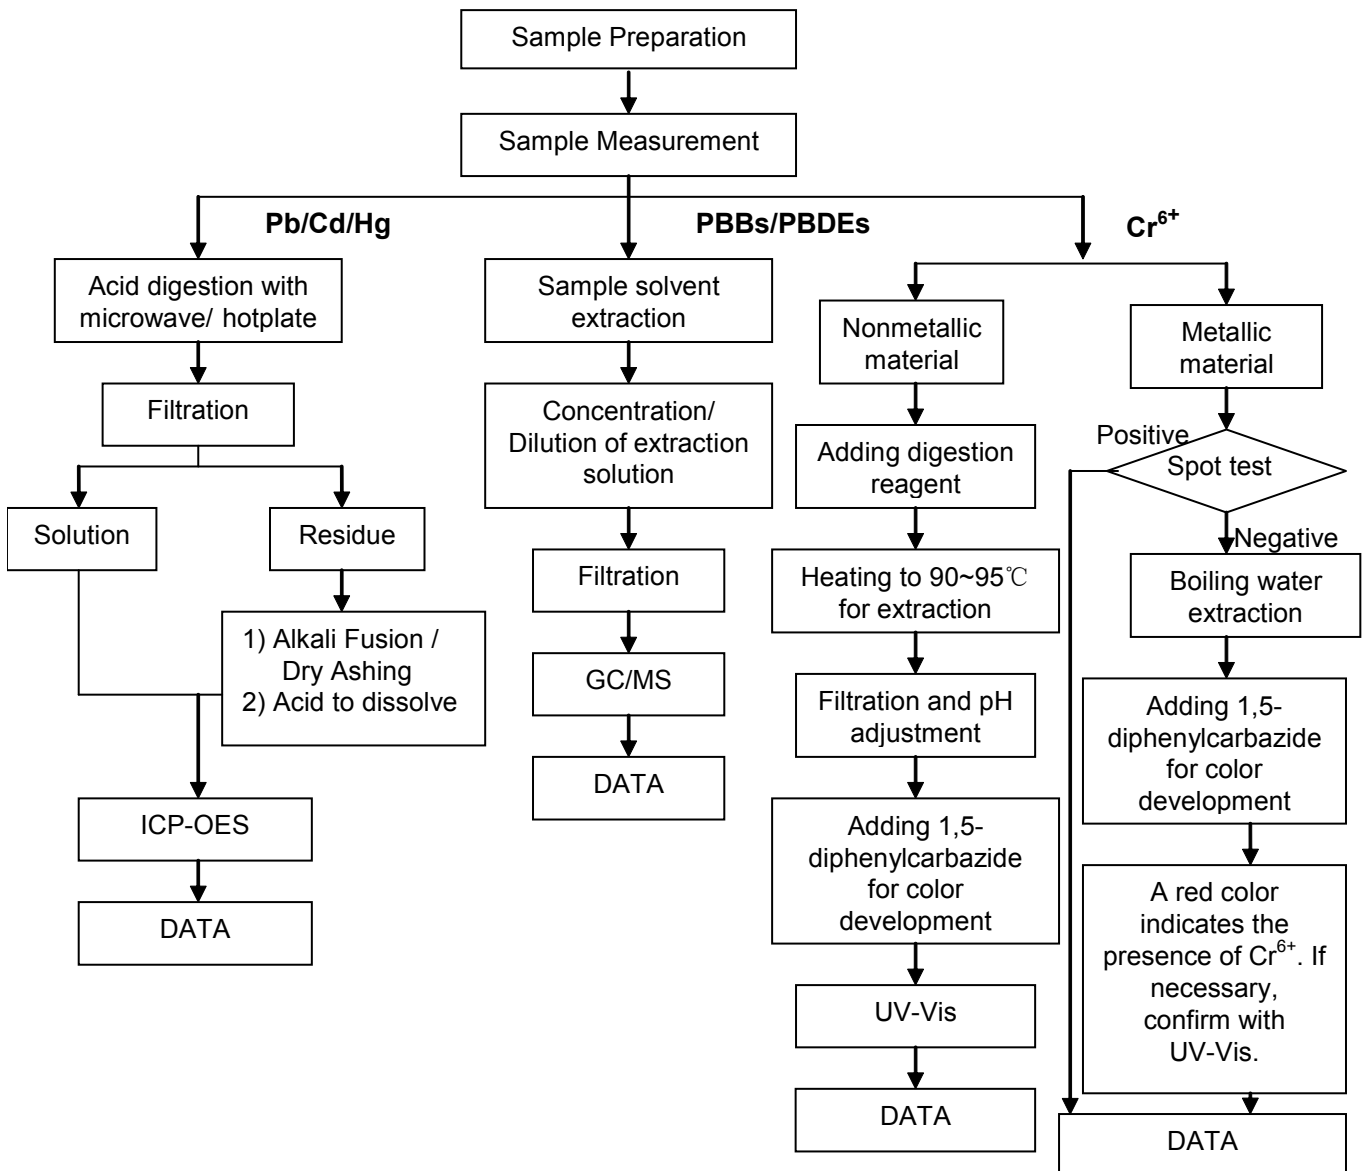 Sample Preparation
Sample Measurement
Pb/Cd/Hg
PBBs/PBDEs
Cr⁶⁺
Acid digestion with
microwave/ hotplate
Filtration
Solution
Residue
1) Alkali Fusion /
Dry Ashing
2) Acid to dissolve
ICP-OES
DATA
Sample solvent
extraction
Concentration/
Dilution of extraction
solution
Filtration
GC/MS
DATA
Nonmetallic
material
Adding digestion
reagent
Heating to 90~95℃
for extraction
Filtration and pH
adjustment
Adding 1,5-
diphenylcarbazide
for color
development
UV-Vis
DATA
Metallic
material
Positive
Spot test
Negative
Boiling water
extraction
Adding 1,5-
diphenylcarbazide
for color
development
A red color
indicates the
presence of Cr⁶⁺. If
necessary,
confirm with
UV-Vis.
DATA